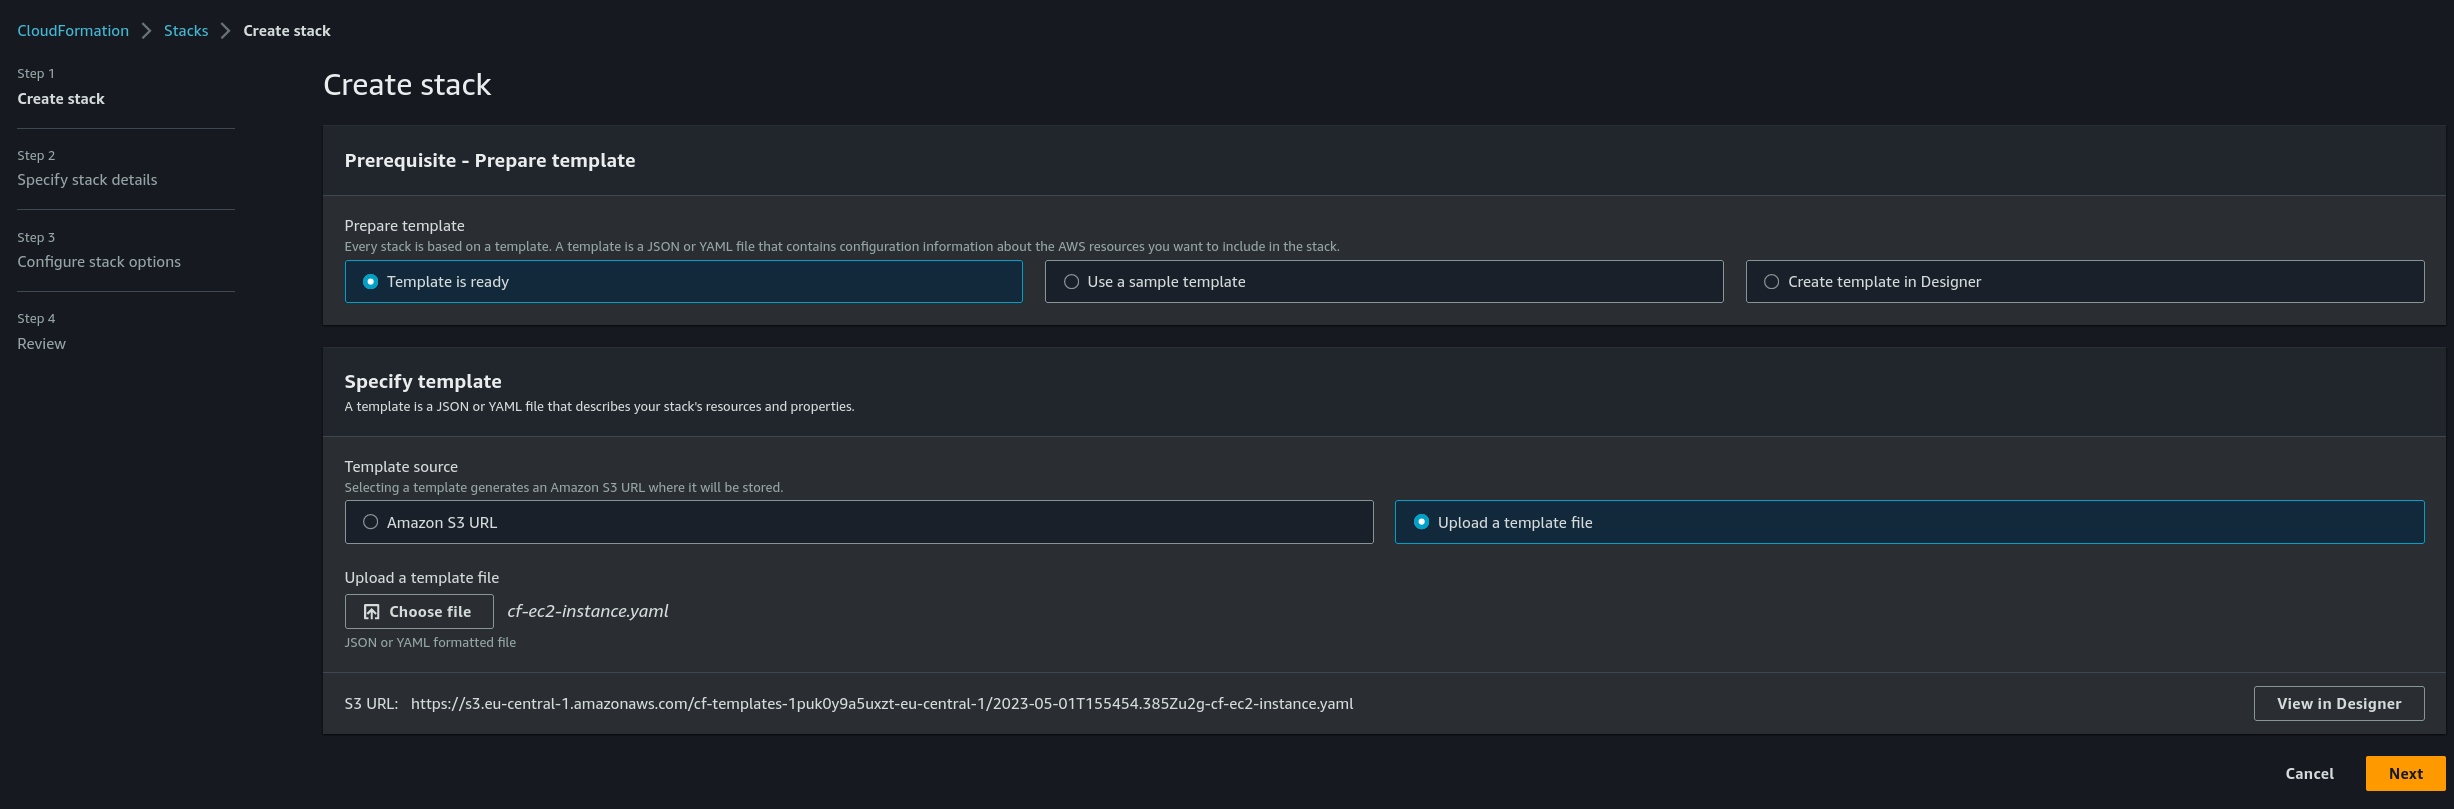 CloudFormation > Stacks > Create stack
Step 1
Create stack
Step 2
Specify stack details
Step 3
Configure stack options
Step 4
Review
Create stack
Prerequisite - Prepare template
Prepare template
Every stack is based on a template. A template is a JSON or YAML file that contains configuration information about the AWS resources you want to include in the stack.
Template is ready
Use a sample template
Create template in Designer
Specify template
A template is a JSON or YAML file that describes your stack's resources and properties.
Template source
Selecting a template generates an Amazon S3 URL where it will be stored.
Amazon S3 URL
Upload a template file
Upload a template file
Choose file cf-ec2-instance.yaml
JSON or YAML formatted file
S3 URL: https://s3.eu-central-1.amazonaws.com/cf-templates-1puk0y9a5uxzt-eu-central-1/2023-05-01T155454.385Zu2g-cf-ec2-instance.yaml
View in Designer
Cancel
Next